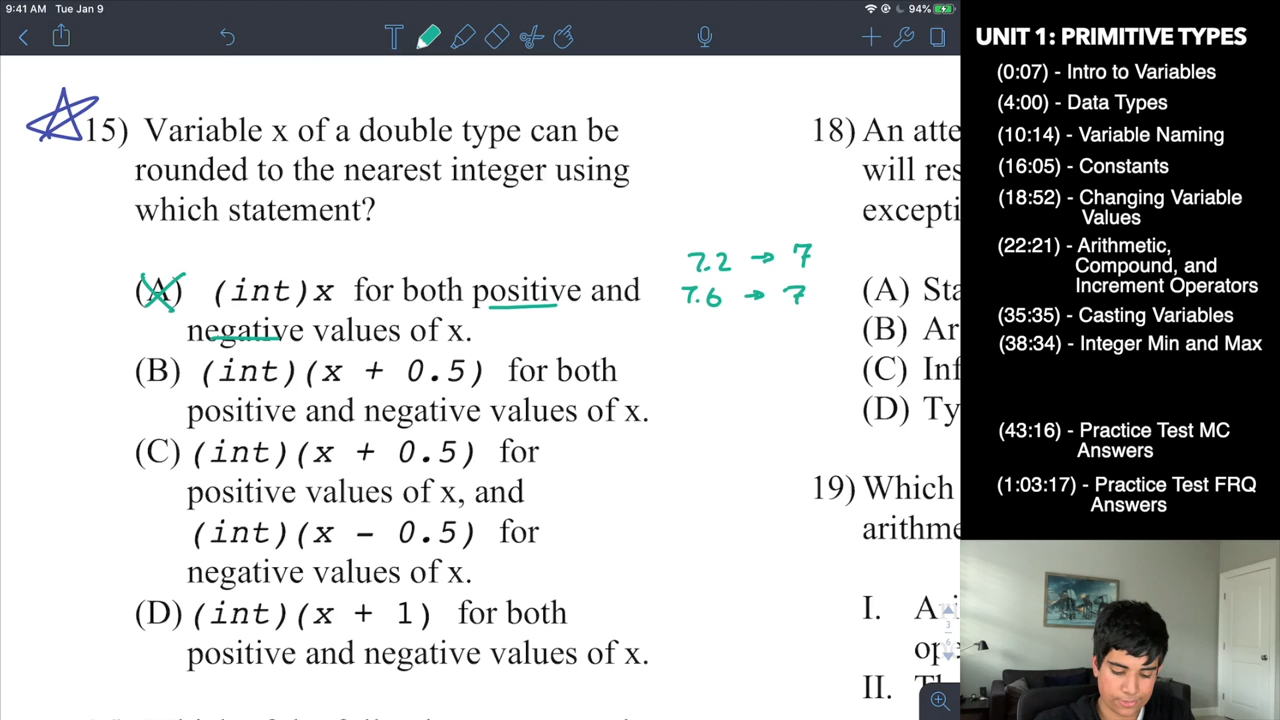 9:41 AM Tue Jan 9
94%
T
15) Variable x of a double type can be
rounded to the nearest integer using
which statement?
(A) (int)x for both positive and
negative values of x.
(B) (int)(x + 0.5) for both
positive and negative values of x.
(C) (int)(x + 0.5) for
positive values of x, and
(int)(x - 0.5) for
negative values of x.
(D) (int)(x + 1) for both
positive and negative values of x.
7.2 → 7
7.6 → 7
18) An atte
will res
excepti
(A) Sta
(B) Ar
(C) Inf
(D) Ty
19) Which
arithme
I. Ari
ope
II. Th
3
6
UNIT 1: PRIMITIVE TYPES
(0:07) - Intro to Variables
(4:00) - Data Types
(10:14) - Variable Naming
(16:05) - Constants
(18:52) - Changing Variable
Values
(22:21) - Arithmetic,
Compound, and
Increment Operators
(35:35) - Casting Variables
(38:34) - Integer Min and Max
(43:16) - Practice Test MC
Answers
(1:03:17) - Practice Test FRQ
Answers